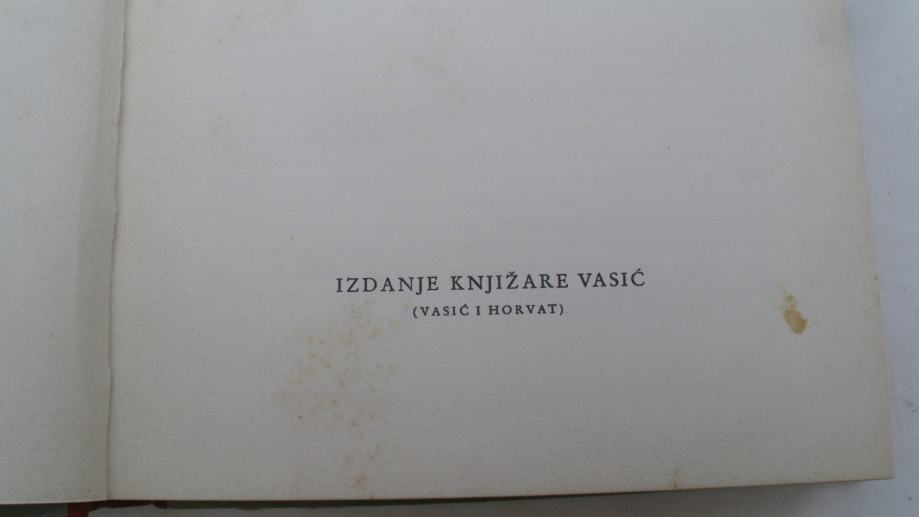 IZDANJE KNJIŽARE VASIĆ
(VASIĆ I HORVAT)